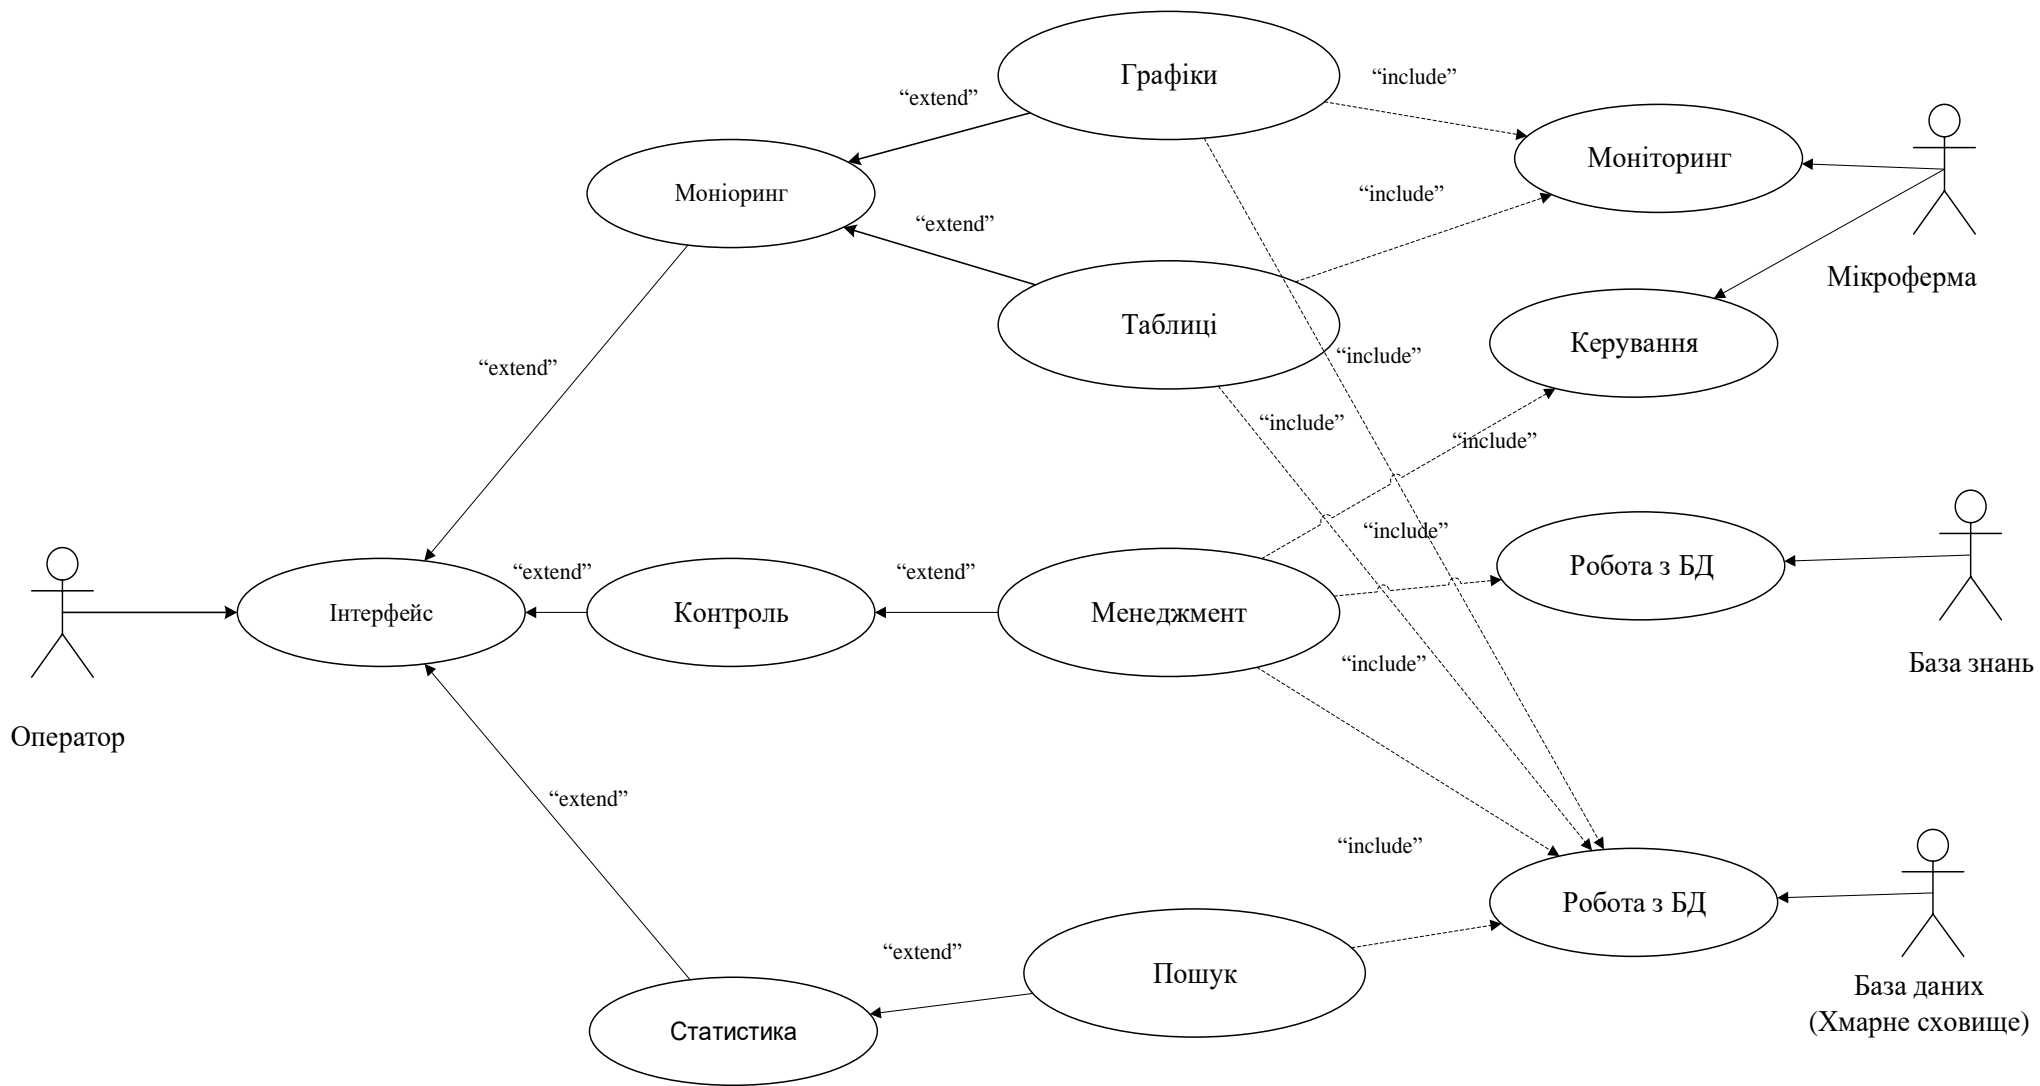 Графіки
“include”
“extend”
Моніторинг
Моніоринг
“include”
“extend”
Мікроферма
Таблиці
Керування
“include”
“extend”
“include”
“include”
“include”
Робота з БД
“extend”
“extend”
Інтерфейс
Контроль
Менеджмент
База знань
“include”
Оператор
“extend”
“include”
Робота з БД
“extend”
Пошук
База даних
(Хмарне сховище)
Статистика